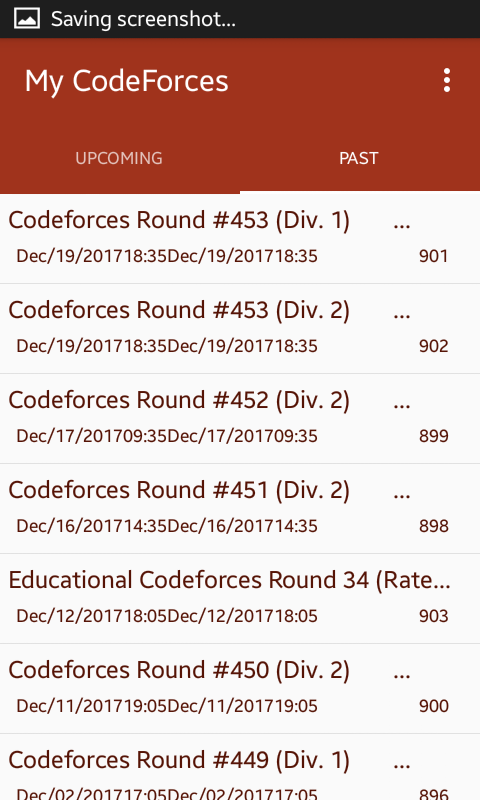 Saving screenshot...
My CodeForces
UPCOMING PAST
Codeforces Round #453 (Div. 1) ...
Dec/19/201718:35Dec/19/201718:35 901
Codeforces Round #453 (Div. 2) ...
Dec/19/201718:35Dec/19/201718:35 902
Codeforces Round #452 (Div. 2) ...
Dec/17/201709:35Dec/17/201709:35 899
Codeforces Round #451 (Div. 2) ...
Dec/16/201714:35Dec/16/201714:35 898
Educational Codeforces Round 34 (Rate...
Dec/12/201718:05Dec/12/201718:05 903
Codeforces Round #450 (Div. 2) ...
Dec/11/201719:05Dec/11/201719:05 900
Codeforces Round #449 (Div. 1) ...
Dec/02/201717:05Dec/02/201717:05 896